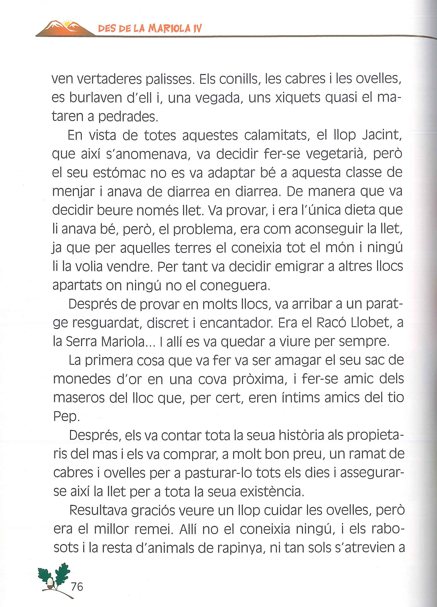 DES DE LA MARIOLA IV
ven vertaderes palisses. Els conills, les cabres i les ovelles,
es burlaven d'ell i, una vegada, uns xiquets quasi el ma-
taren a pedrades.
En vista de totes aquestes calamitats, el llop Jacint,
que així s'anomenava, va decidir fer-se vegetarià, però
el seu estómac no es va adaptar bé a aquesta classe de
menjar i anava de diarrea en diarrea. De manera que va
decidir beure només llet. Va provar, i era l'única dieta que
li anava bé, però, el problema, era com aconseguir la llet,
ja que per aquelles terres el coneixia tot el món i ningú
li la volia vendre. Per tant va decidir emigrar a altres llocs
apartats on ningú no el coneguera.
Després de provar en molts llocs, va arribar a un parat-
ge resguardat, discret i encantador. Era el Racó Llobet, a
la Serra Mariola... I allí es va quedar a viure per sempre.
La primera cosa que va fer va ser amagar el seu sac de
monedes d'or en una cova pròxima, i fer-se amic dels
maseros del lloc que, per cert, eren íntims amics del tio
Pep.
Després, els va contar tota la seua història als propieta-
ris del mas i els va comprar, a molt bon preu, un ramat de
cabres i ovelles per a pasturar-lo tots els dies i assegurar-
se així la llet per a tota la seua existència.
Resultava graciós veure un llop cuidar les ovelles, però
era el millor remei. Allí no el coneixia ningú, i els rabo-
sots i la resta d'animals de rapinya, ni tan sols s'atrevien a
76